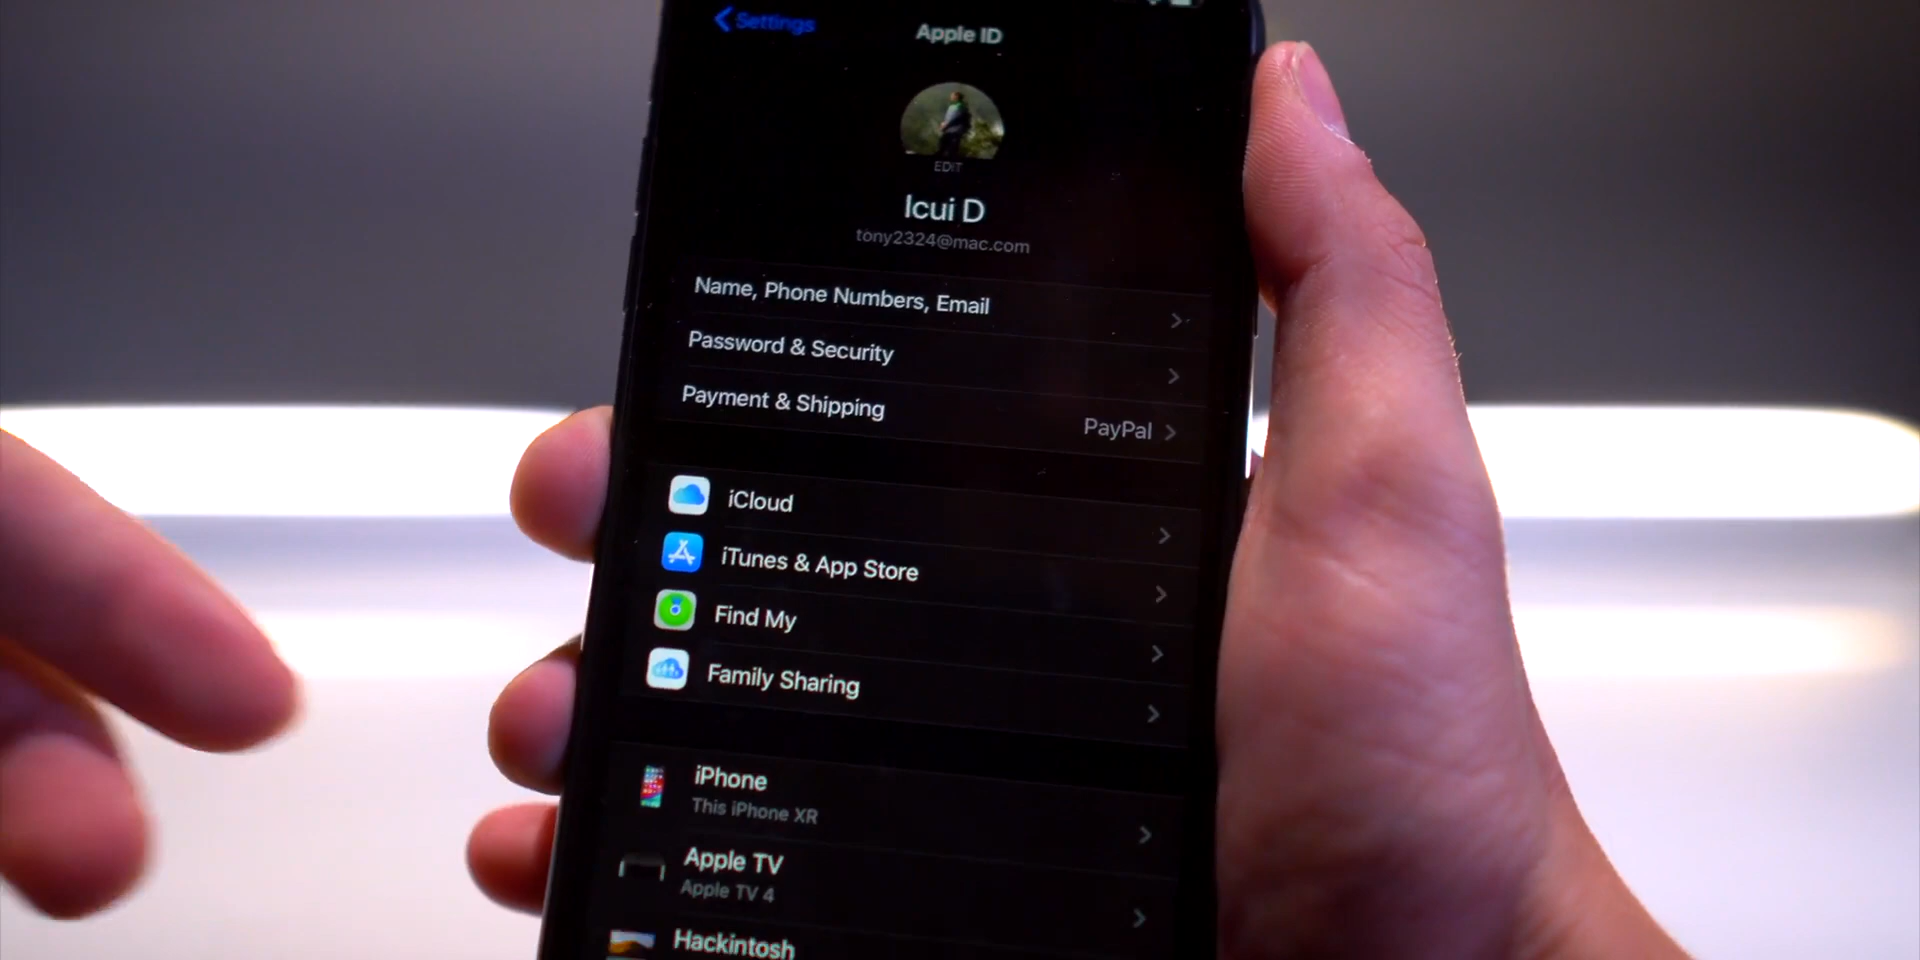 Settings
Apple ID
EDIT
Icui D
tony2324@mac.com
Name, Phone Numbers, Email
Password & Security
Payment & Shipping
PayPal
iCloud
iTunes & App Store
Find My
Family Sharing
iPhone
This iPhone XR
Apple TV
Apple TV 4
Hackintosh